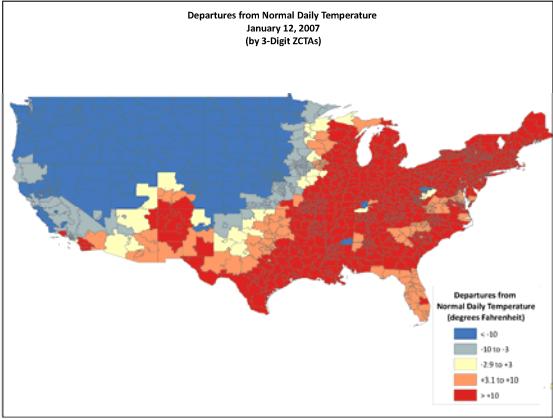 Departures from Normal Daily Temperature
January 12, 2007
(by 3-Digit ZCTAs)
Departures from
Normal Daily Temperature
(degrees Fahrenheit)
< -10
-10 to -3
-2.9 to +3
+3.1 to +10
> +10